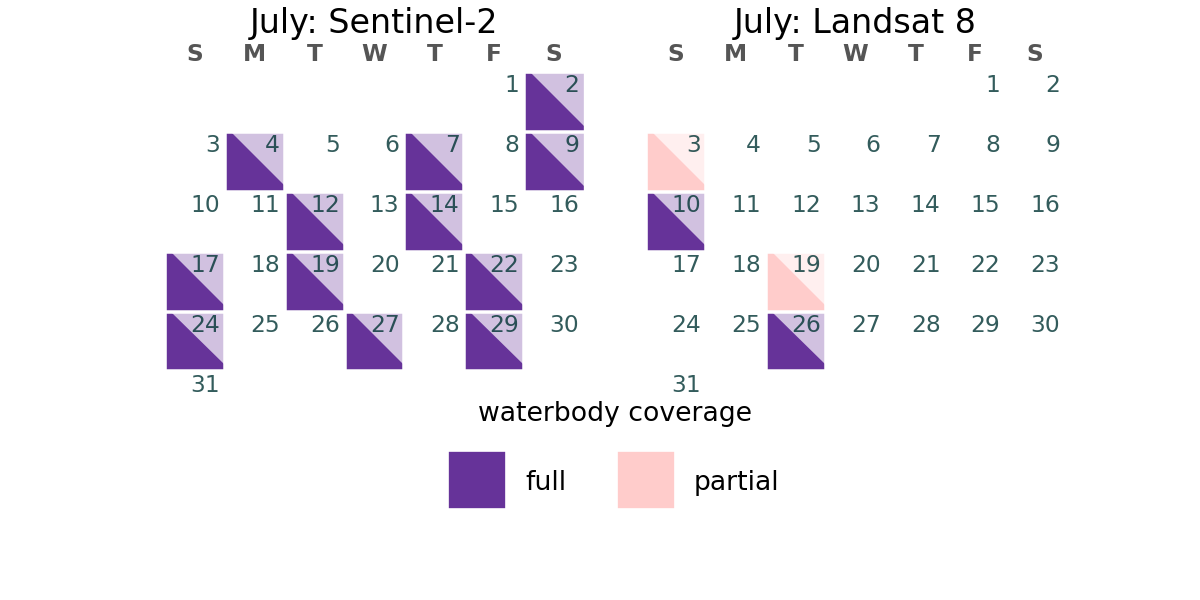 July: Sentinel-2
S M T W T F S
1 2
3 4 5 6 7 8 9
10 11 12 13 14 15 16
17 18 19 20 21 22 23
24 25 26 27 28 29 30
31
July: Landsat 8
S M T W T F S
1 2
3 4 5 6 7 8 9
10 11 12 13 14 15 16
17 18 19 20 21 22 23
24 25 26 27 28 29 30
31
waterbody coverage
full
partial